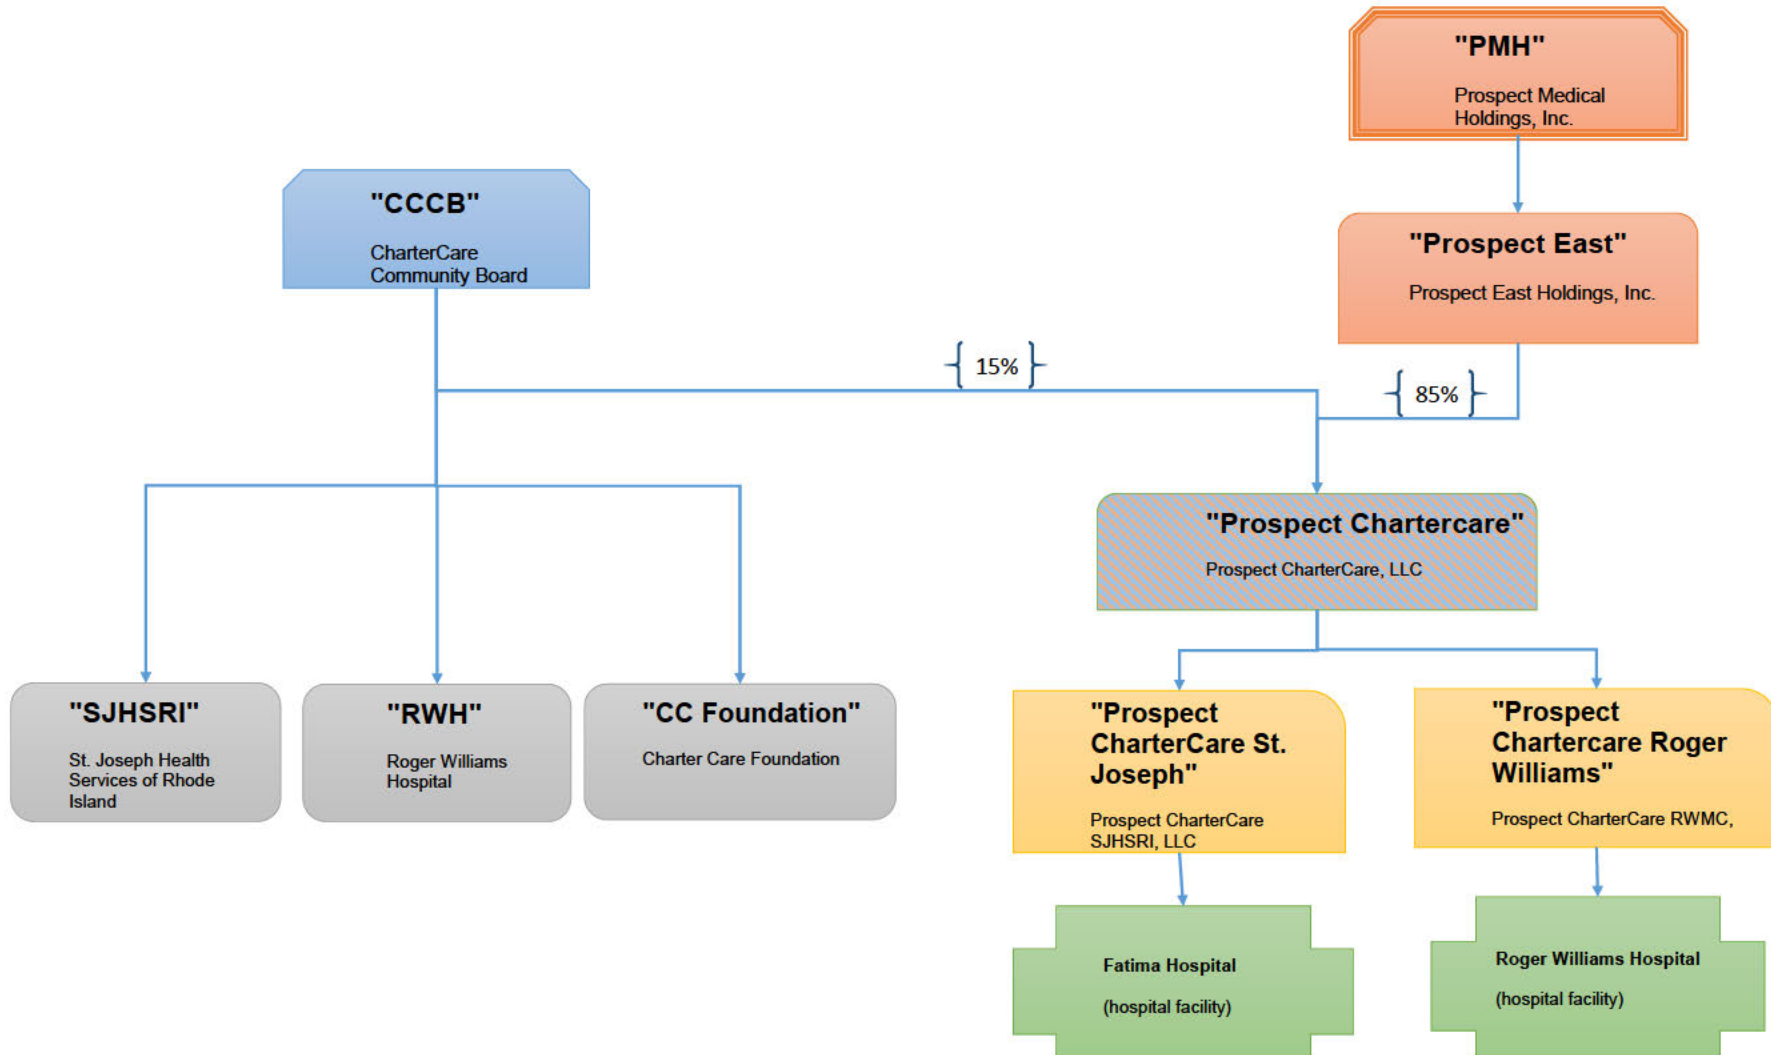 "PMH"
Prospect Medical
Holdings, Inc.
"CCCB"
CharterCare
Community Board
"Prospect East"
Prospect East Holdings, Inc.
15%
85%
"Prospect Chartercare"
Prospect CharterCare, LLC
"SJHSRI"
St. Joseph Health
Services of Rhode
Island
"RWH"
Roger Williams
Hospital
"CC Foundation"
Charter Care Foundation
"Prospect
CharterCare St.
Joseph"
Prospect CharterCare
SJHSRI, LLC
"Prospect
Chartercare Roger
Williams"
Prospect CharterCare RWMC,
Fatima Hospital
(hospital facility)
Roger Williams Hospital
(hospital facility)